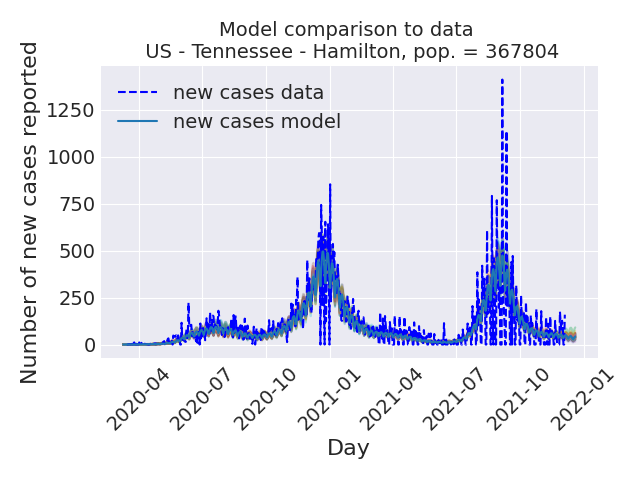 Model comparison to data
US - Tennessee - Hamilton, pop. = 367804
Number of new cases reported
new cases data
new cases model
1250
1000
750
500
250
0
2020-04
2020-07
2020-10
2021-01
2021-04
2021-07
2021-10
2022-01
Day